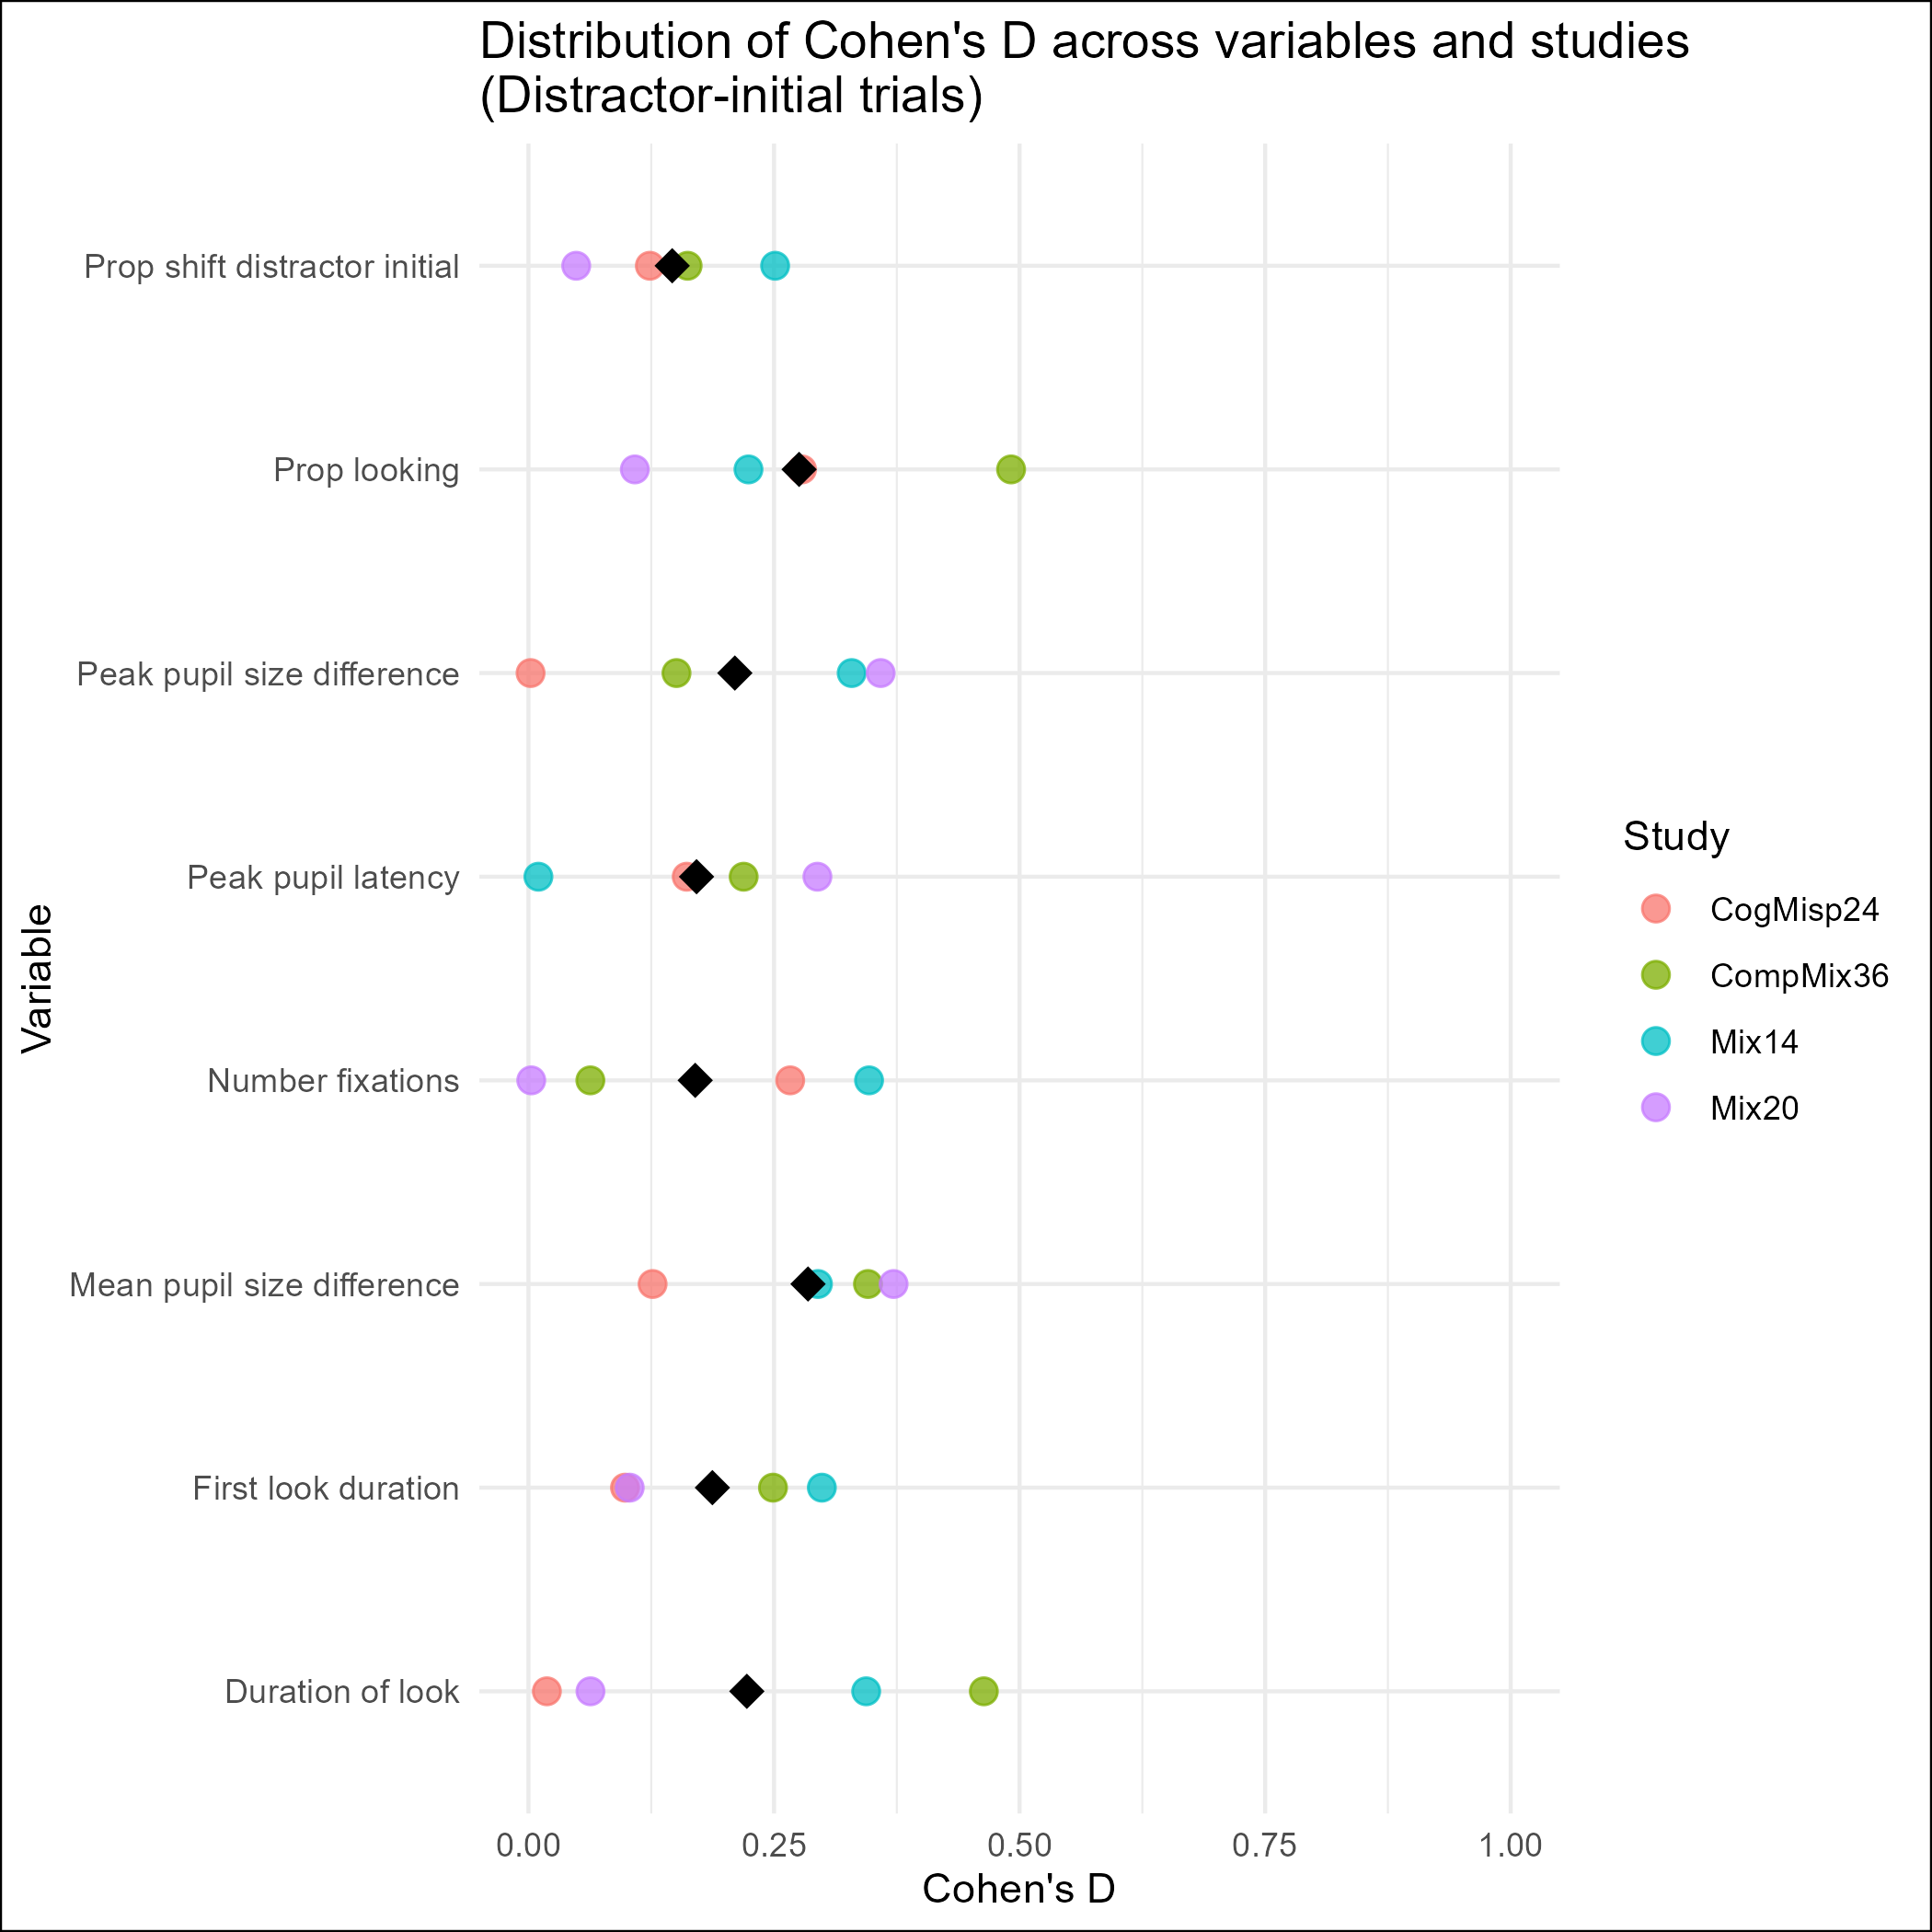 Distribution of Cohen's D across variables and studies
(Distractor-initial trials)
Variable
Prop shift distractor initial
Prop looking
Peak pupil size difference
Peak pupil latency
Number fixations
Mean pupil size difference
First look duration
Duration of look
0.00 0.25 0.50 0.75 1.00
Cohen's D
Study
CogMisp24
CompMix36
Mix14
Mix20